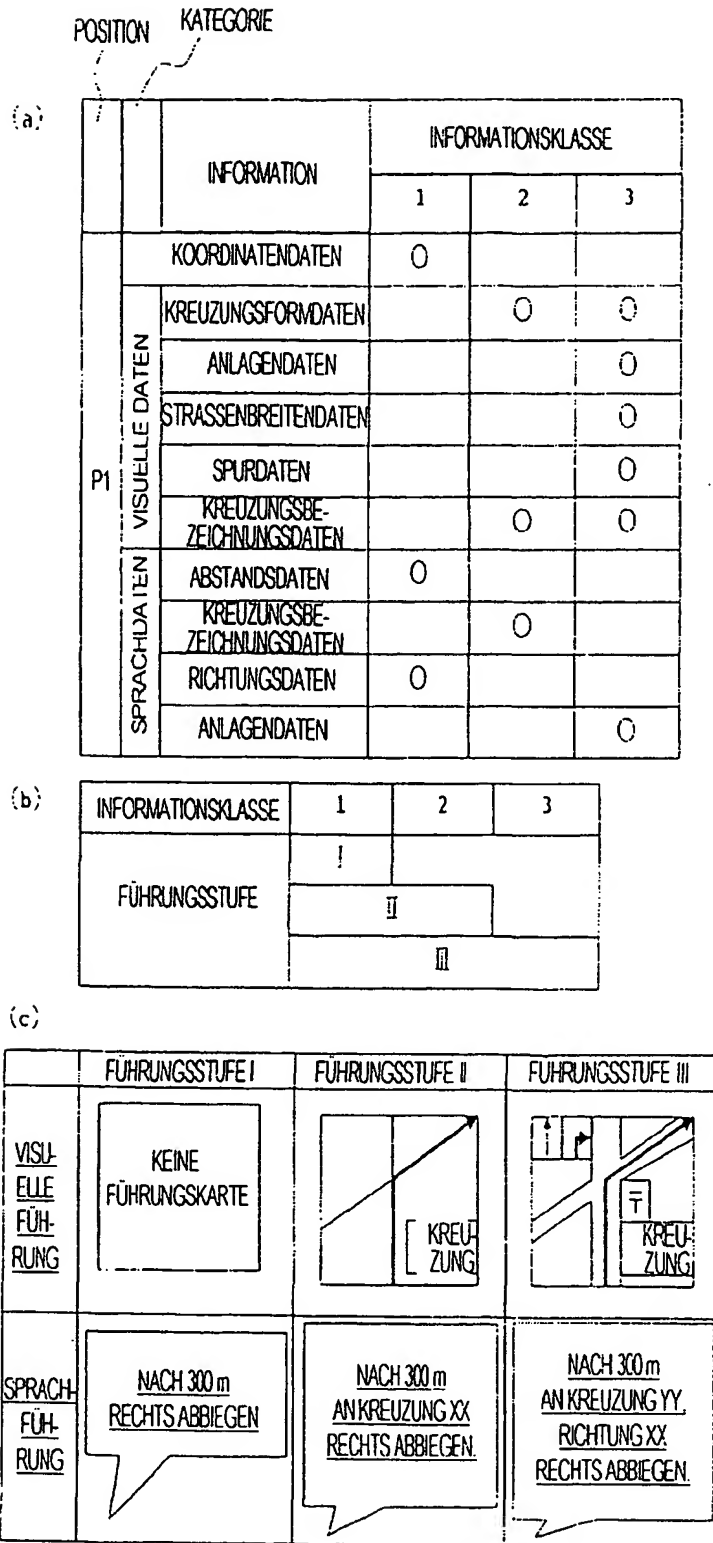 POSITION KATEGORIE
(a)
INFORMATION
INFORMATIONSKLASSE
1 2 3
P1
KOORDINATENDATEN O
VISUELLE DATEN
KREUZUNGSFORMDATEN O O
ANLAGENDATEN O
STRASSENBREITENDATEN O
SPURDATEN O
KREUZUNGSBE-
ZEICHNUNGSDATEN O O
SPRACHDATEN
ABSTANDSDATEN O
KREUZUNGSBE-
ZEICHNUNGSDATEN O
RICHTUNGSDATEN O
ANLAGENDATEN O
(b)
INFORMATIONSKLASSE 1 2 3
FÜHRUNGSSTUFE
I
II
III
(c)
FÜHRUNGSSTUFE I FÜHRUNGSSTUFE II FÜHRUNGSSTUFE III
VISU-
ELLE
FÜH-
RUNG
KEINE
FÜHRUNGSKARTE
KREU-
ZUNG
KREU-
ZUNG
SPRACH-
FÜH-
RUNG
NACH 300 m
RECHTS ABBIEGEN
NACH 300 m
AN KREUZUNG XX
RECHTS ABBIEGEN.
NACH 300 m
AN KREUZUNG YY,
RICHTUNG XX
RECHTS ABBIEGEN.